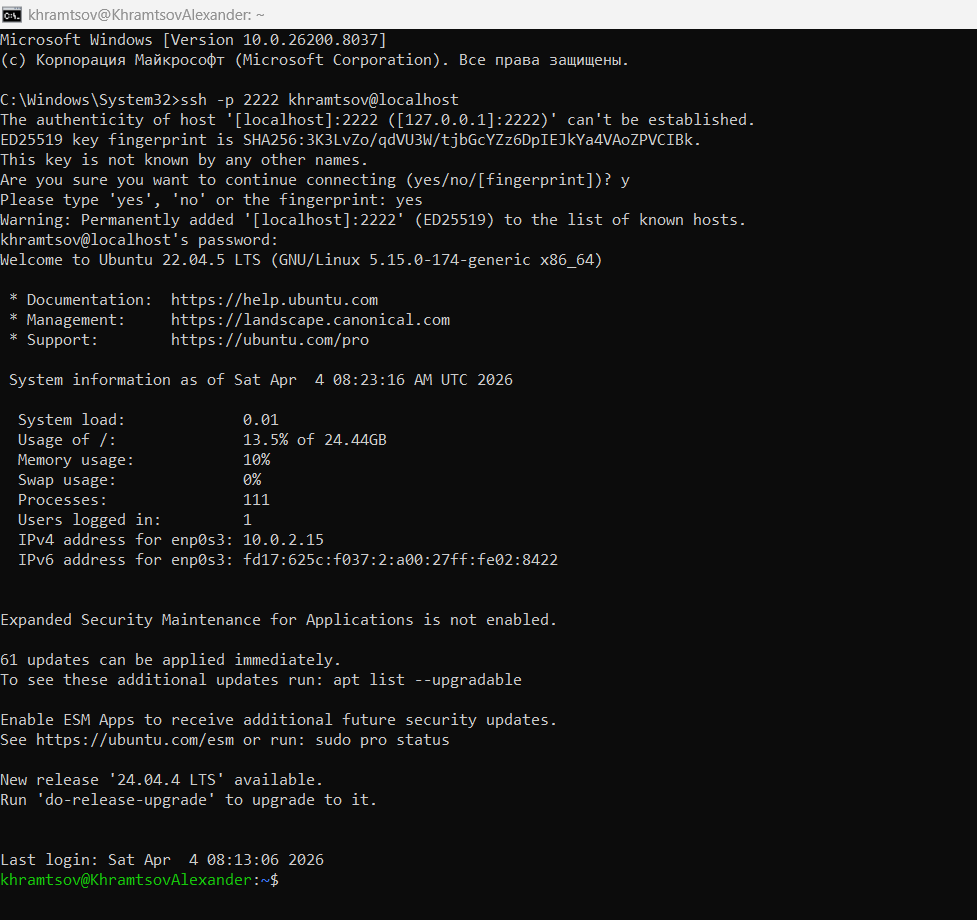 khramtsov@KhramtsovAlexander: ~
Microsoft Windows [Version 10.0.26200.8037]
(c) Корпорация Майкрософт (Microsoft Corporation). Все права защищены.
C:\Windows\System32>ssh -p 2222 khramtsov@localhost
The authenticity of host '[localhost]:2222 ([127.0.0.1]:2222)' can't be established.
ED25519 key fingerprint is SHA256:3K3LvZo/qdVU3W/tjbGcYZz6DpIEJkYa4VAoZPVCIBk.
This key is not known by any other names.
Are you sure you want to continue connecting (yes/no/[fingerprint])? y
Please type 'yes', 'no' or the fingerprint: yes
Warning: Permanently added '[localhost]:2222' (ED25519) to the list of known hosts.
khramtsov@localhost's password:
Welcome to Ubuntu 22.04.5 LTS (GNU/Linux 5.15.0-174-generic x86_64)
* Documentation:  https://help.ubuntu.com
* Management:     https://landscape.canonical.com
* Support:        https://ubuntu.com/pro
System information as of Sat Apr  4 08:23:16 AM UTC 2026
System load:             0.01
Usage of /:              13.5% of 24.44GB
Memory usage:            10%
Swap usage:              0%
Processes:               111
Users logged in:         1
IPv4 address for enp0s3: 10.0.2.15
IPv6 address for enp0s3: fd17:625c:f037:2:a00:27ff:fe02:8422
Expanded Security Maintenance for Applications is not enabled.
61 updates can be applied immediately.
To see these additional updates run: apt list --upgradable
Enable ESM Apps to receive additional future security updates.
See https://ubuntu.com/esm or run: sudo pro status
New release '24.04.4 LTS' available.
Run 'do-release-upgrade' to upgrade to it.
Last login: Sat Apr  4 08:13:06 2026
khramtsov@KhramtsovAlexander:~$